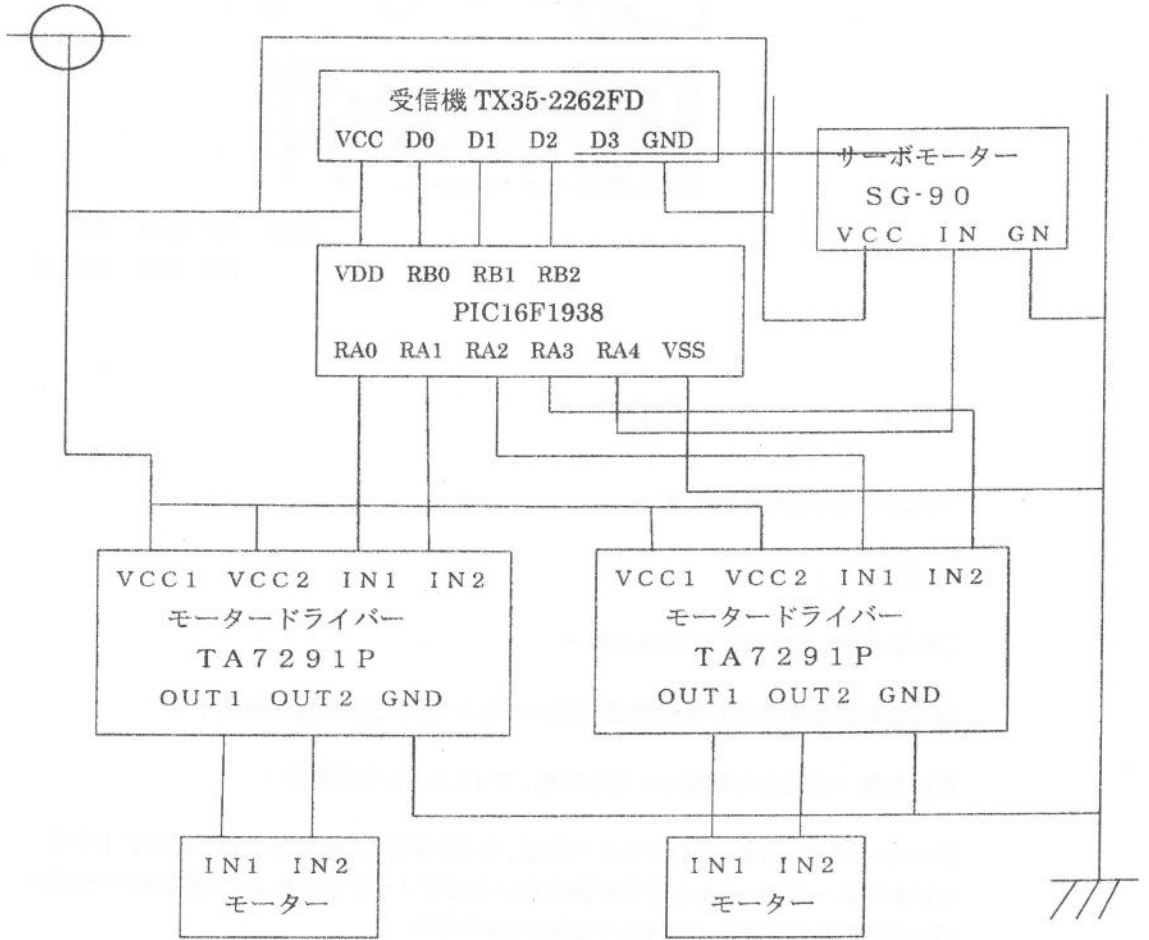 受信機 TX35-2262FD
VCC D0 D1 D2 D3 GND
サーボモーター
SG-90
VCC IN GN
VDD RB0 RB1 RB2
PIC16F1938
RA0 RA1 RA2 RA3 RA4 VSS
VCC1 VCC2 IN1 IN2
モータードライバー
TA7291P
OUT1 OUT2 GND
VCC1 VCC2 IN1 IN2
モータードライバー
TA7291P
OUT1 OUT2 GND
IN1 IN2
モーター
IN1 IN2
モーター